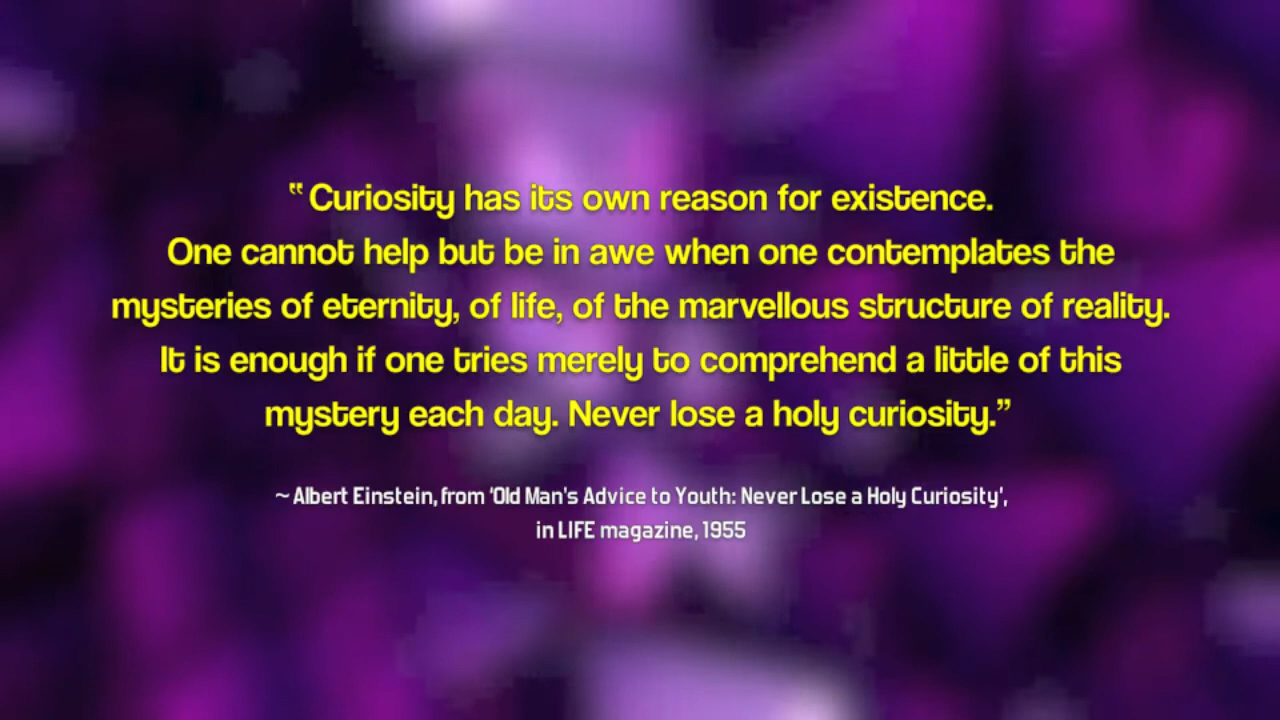 “ Curiosity has its own reason for existence.
One cannot help but be in awe when one contemplates the
mysteries of eternity, of life, of the marvellous structure of reality.
It is enough if one tries merely to comprehend a little of this
mystery each day. Never lose a holy curiosity.”
~ Albert Einstein, from 'Old Man's Advice to Youth: Never Lose a Holy Curiosity',
in LIFE magazine, 1955